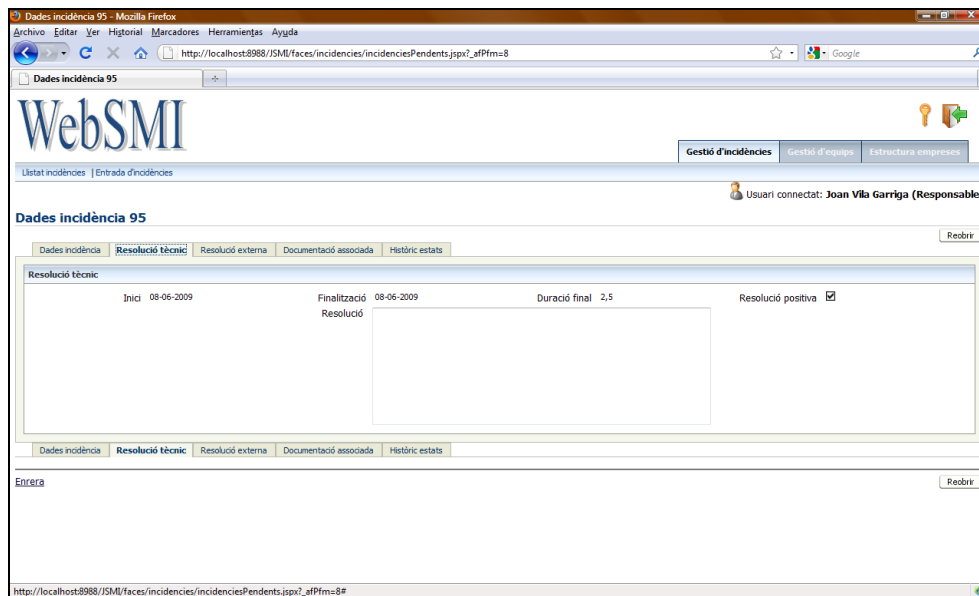 Dades incidència 95 - Mozilla Firefox
Archivo Editar Ver Historial Marcadores Herramientas Ayuda
http://localhost:8988/JSMI/faces/incidencies/incidenciesPendents.jspx?_afPfm=8
Google
Dades incidència 95
WebSMI
Gestió d'incidències Gestió d'equips Estructura empreses
Llistat incidències | Entrada d'incidències
Usuari connectat: Joan Vila Garriga (Responsable
Dades incidència 95
Reobrir
Dades incidència Resolució tècnic Resolució externa Documentació associada Històric estats
Resolució tècnic
Inici 08-06-2009 Finalització 08-06-2009 Duració final 2,5 Resolució positiva
Resolució
Dades incidència Resolució tècnic Resolució externa Documentació associada Històric estats
Enrera
Reobrir
http://localhost:8988/JSMI/faces/incidencies/incidenciesPendents.jspx?_afPfm=8#